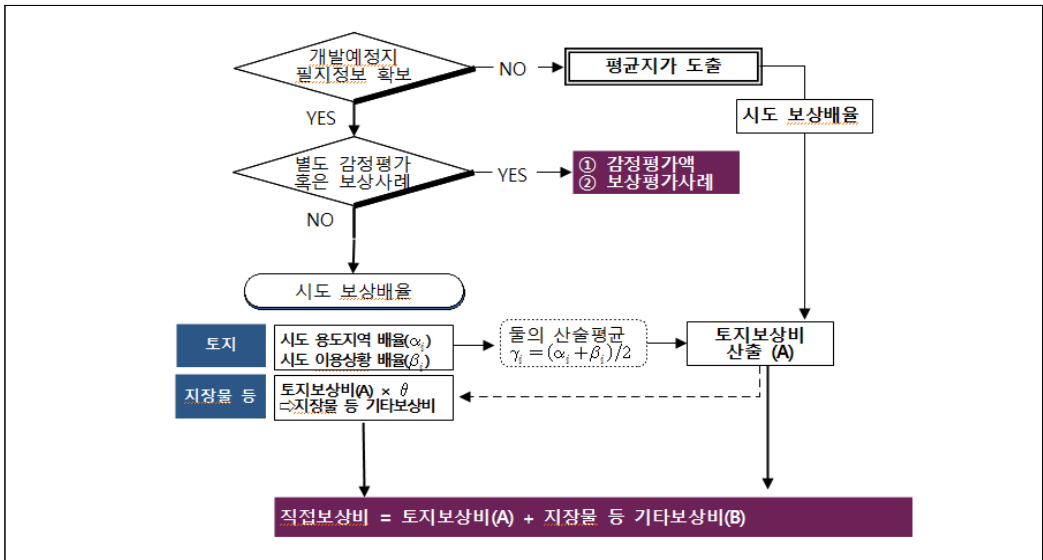 개발예정지
필지정보 확보
NO
평균지가 도출
YES
시도 보상배율
별도 감정평가
혹은 보상사례
YES
① 감정평가액
② 보상평가사례
NO
시도 보상배율
토지
시도 용도지역 배율(αᵢ)
시도 이용상황 배율(βᵢ)
둘의 산술평균
γᵢ = (αᵢ + βᵢ)/2
토지보상비
산출 (A)
지장물 등
토지보상비(A) × θ
⇨지장물 등 기타보상비
직접보상비 = 토지보상비(A) + 지장물 등 기타보상비(B)